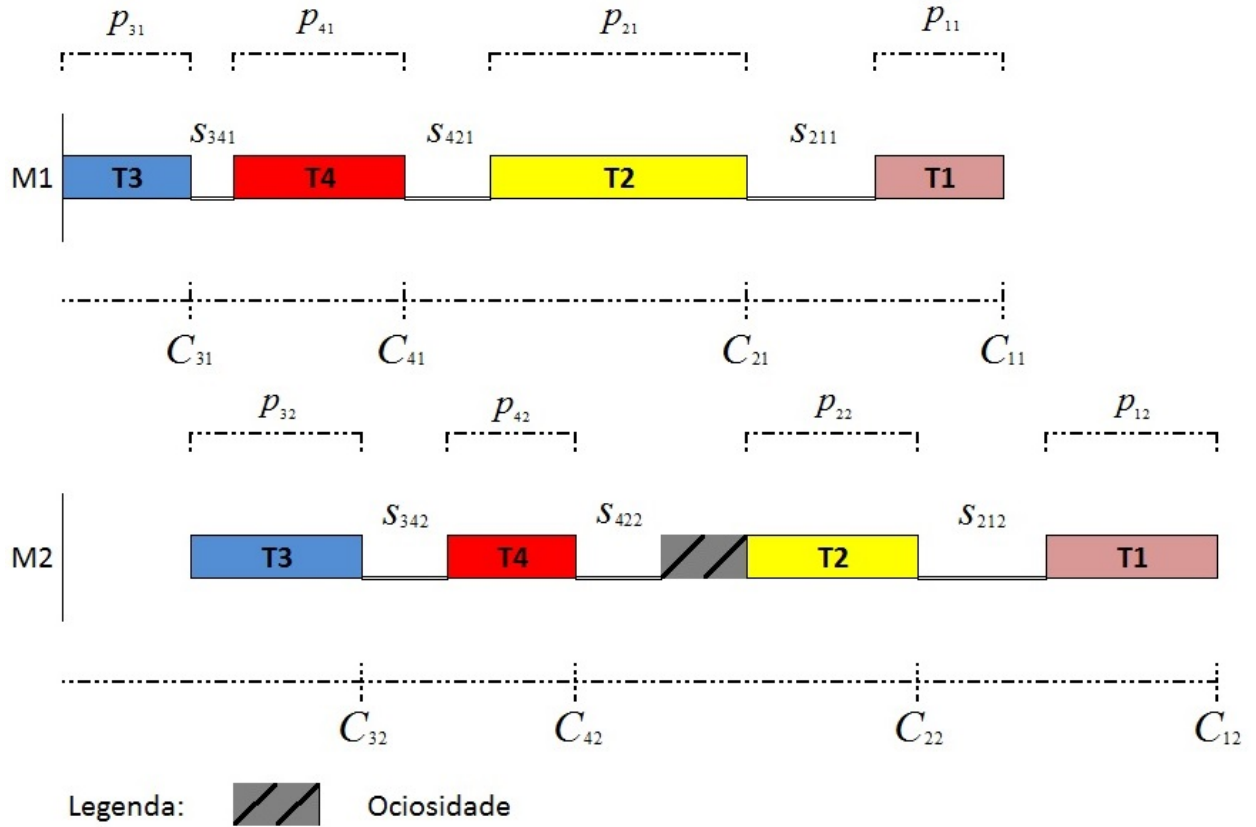 p31 p41 p21 p11
s341 s421 s211
M1 T3 T4 T2 T1
C31 C41 C21 C11
p32 p42 p22 p12
s342 s422 s212
M2 T3 T4 T2 T1
C32 C42 C22 C12
Legenda: Ociosidade